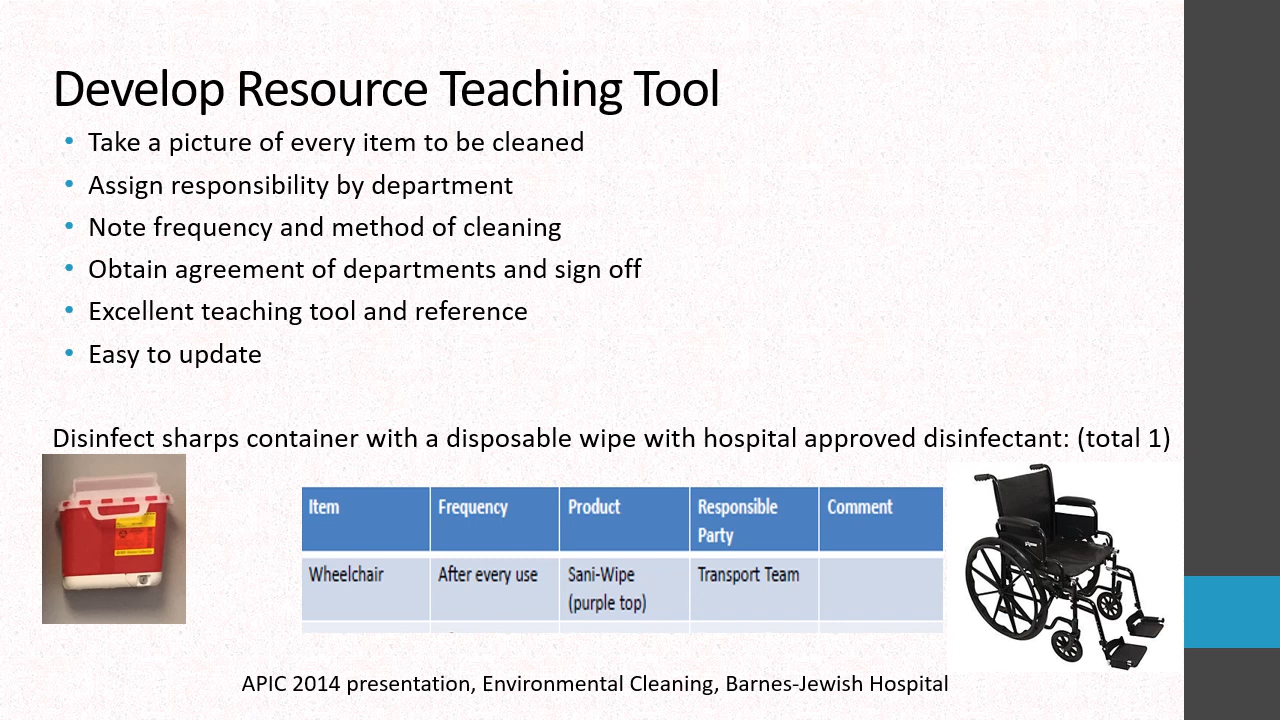 Develop Resource Teaching Tool
• Take a picture of every item to be cleaned
• Assign responsibility by department
• Note frequency and method of cleaning
• Obtain agreement of departments and sign off
• Excellent teaching tool and reference
• Easy to update
Disinfect sharps container with a disposable wipe with hospital approved disinfectant: (total 1)
Item Frequency Product Responsible Party Comment
Wheelchair After every use Sani-Wipe (purple top) Transport Team
APIC 2014 presentation, Environmental Cleaning, Barnes-Jewish Hospital